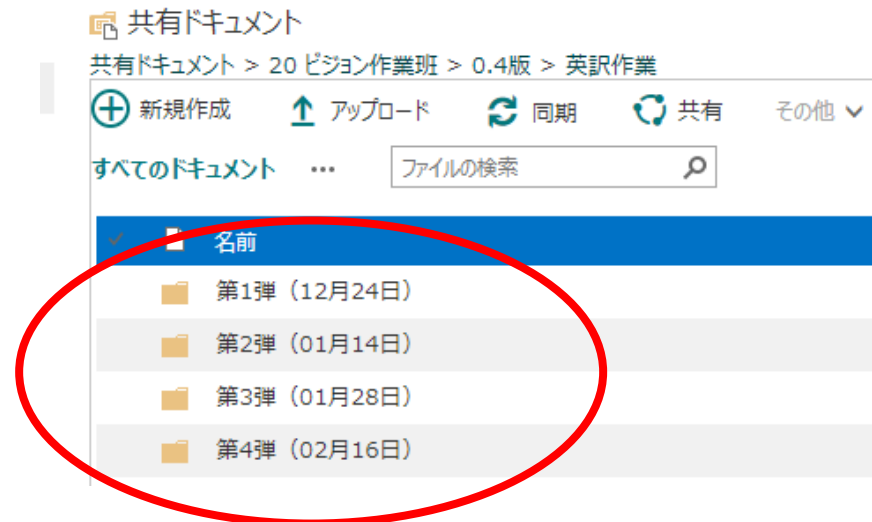 共有ドキュメント
共有ドキュメント > 20 ビジョン作業班 > 0.4版 > 英訳作業
新規作成 アップロード 同期 共有 その他
すべてのドキュメント ... ファイルの検索
名前
第1弾（12月24日）
第2弾（01月14日）
第3弾（01月28日）
第4弾（02月16日）